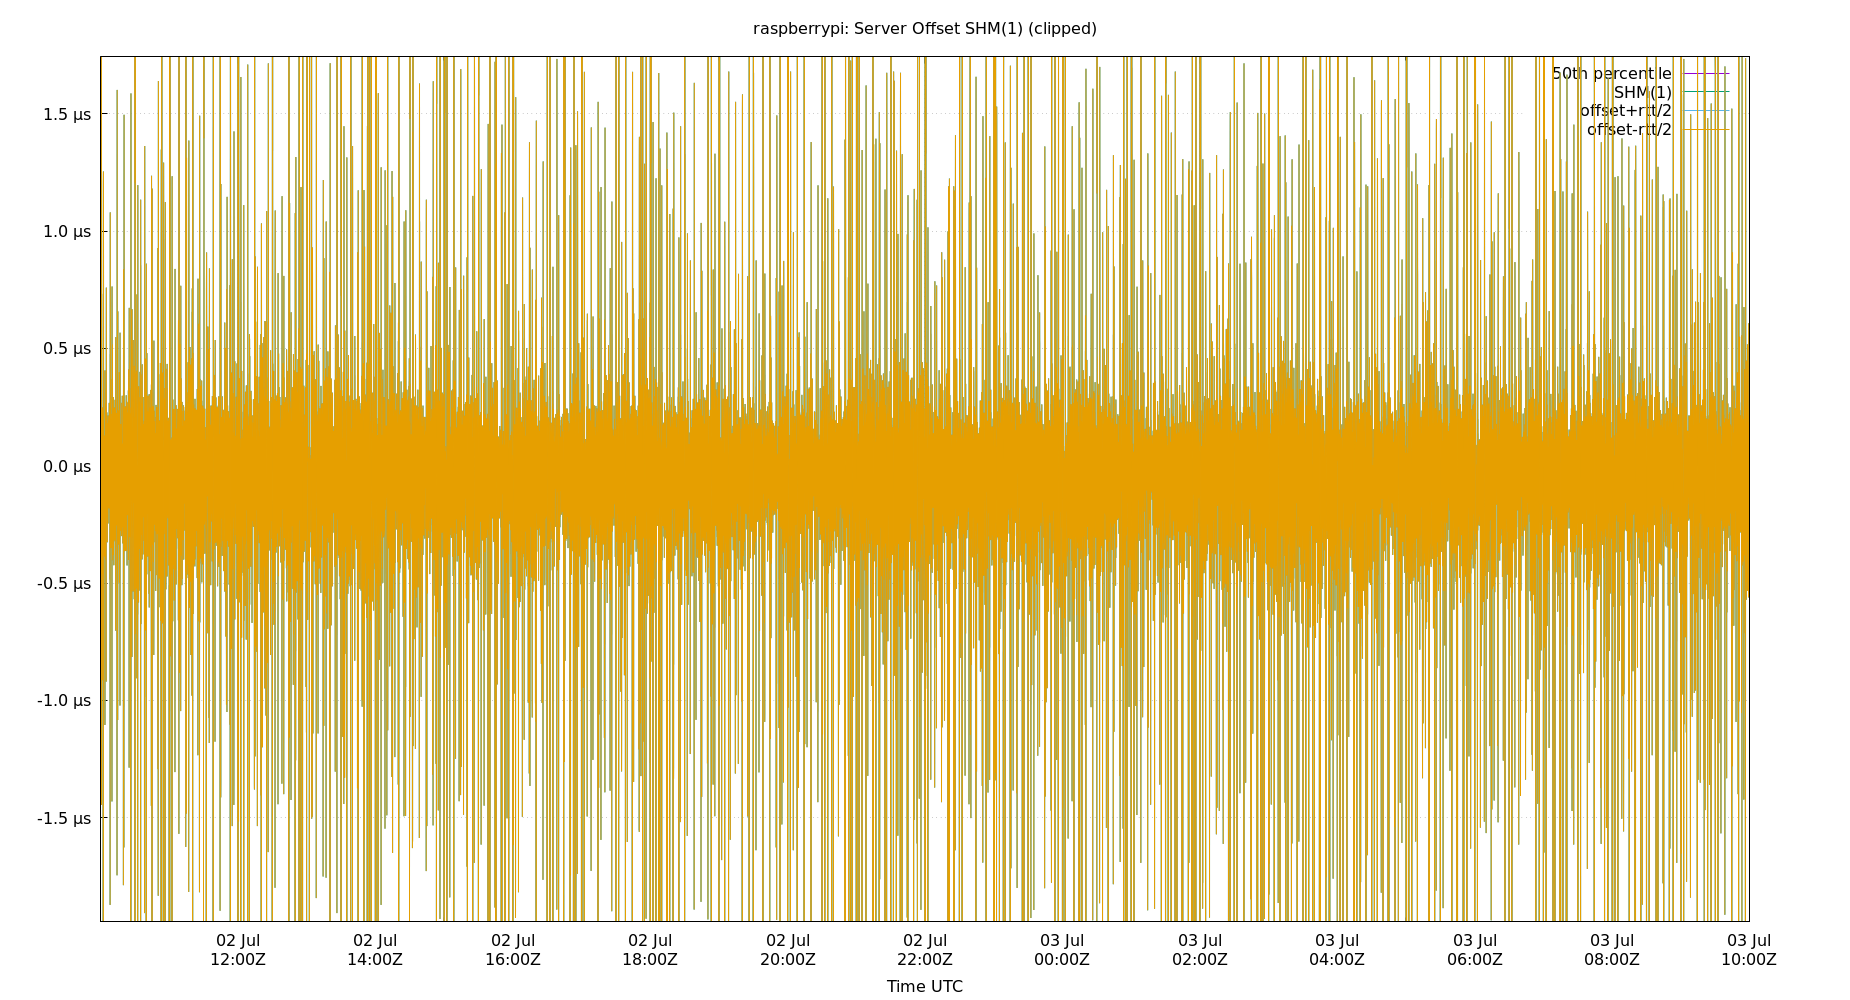 raspberrypi: Server Offset SHM(1) (clipped)
50th percentile
SHM(1)
offset+rtt/2
offset-rtt/2
1.5 µs
1.0 µs
0.5 µs
0.0 µs
-0.5 µs
-1.0 µs
-1.5 µs
02 Jul 02 Jul 02 Jul 02 Jul 02 Jul 02 Jul 03 Jul 03 Jul 03 Jul 03 Jul 03 Jul 03 Jul
12:00Z 14:00Z 16:00Z 18:00Z 20:00Z 22:00Z 00:00Z 02:00Z 04:00Z 06:00Z 08:00Z 10:00Z
Time UTC